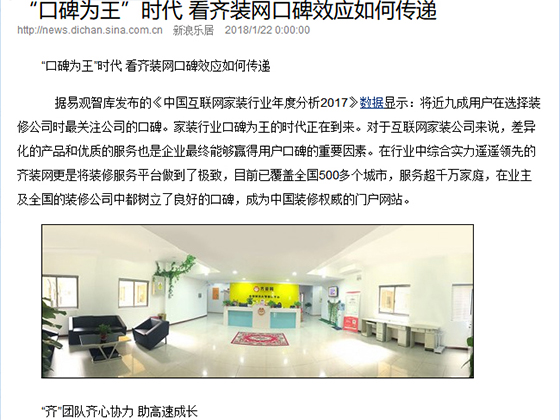 “口碑为王”时代 看齐装网口碑效应如何传递
http://news.dichan.sina.com.cn 新浪乐居 2018/1/22 0:00:00
“口碑为王”时代 看齐装网口碑效应如何传递
据易观智库发布的《中国互联网家装行业年度分析2017》数据显示：将近九成用户在选择装
修公司时最关注公司的口碑。家装行业口碑为王的时代正在到来。对于互联网家装公司来说，差异
化的产品和优质的服务也是企业最终能够赢得用户口碑的重要因素。在行业中综合实力遥遥领先的
齐装网更是将装修服务平台做到了极致，目前已覆盖全国500多个城市，服务超千万家庭，在业主
及全国的装修公司中都树立了良好的口碑，成为中国装修权威的门户网站。
“齐”团队齐心协力 助高速成长